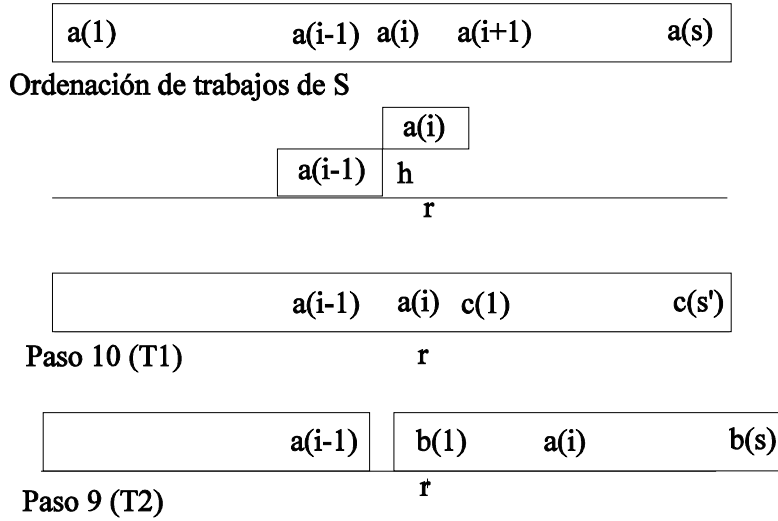 a(1) a(i-1) a(i) a(i+1) a(s)
Ordenación de trabajos de S
a(i)
a(i-1) h
r
a(i-1) a(i) c(1) c(s')
Paso 10 (T1) r
a(i-1) b(1) a(i) b(s)
Paso 9 (T2) r